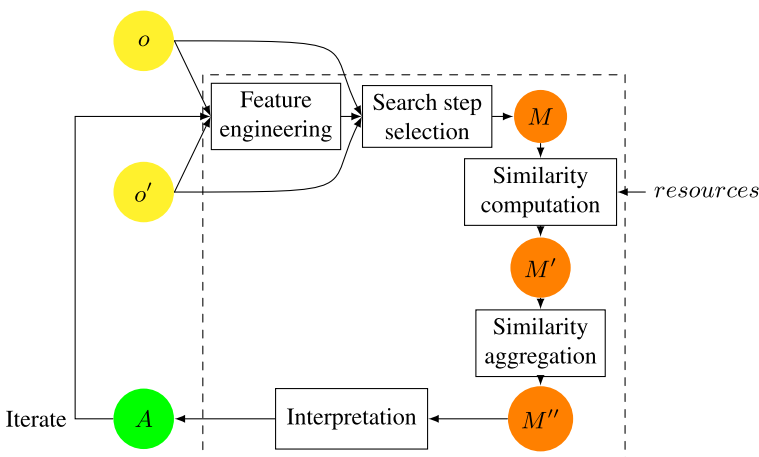 o
Feature
engineering
Search step
selection
M
o′
Similarity
computation
resources
M′
Similarity
aggregation
Iterate
A
Interpretation
M′′